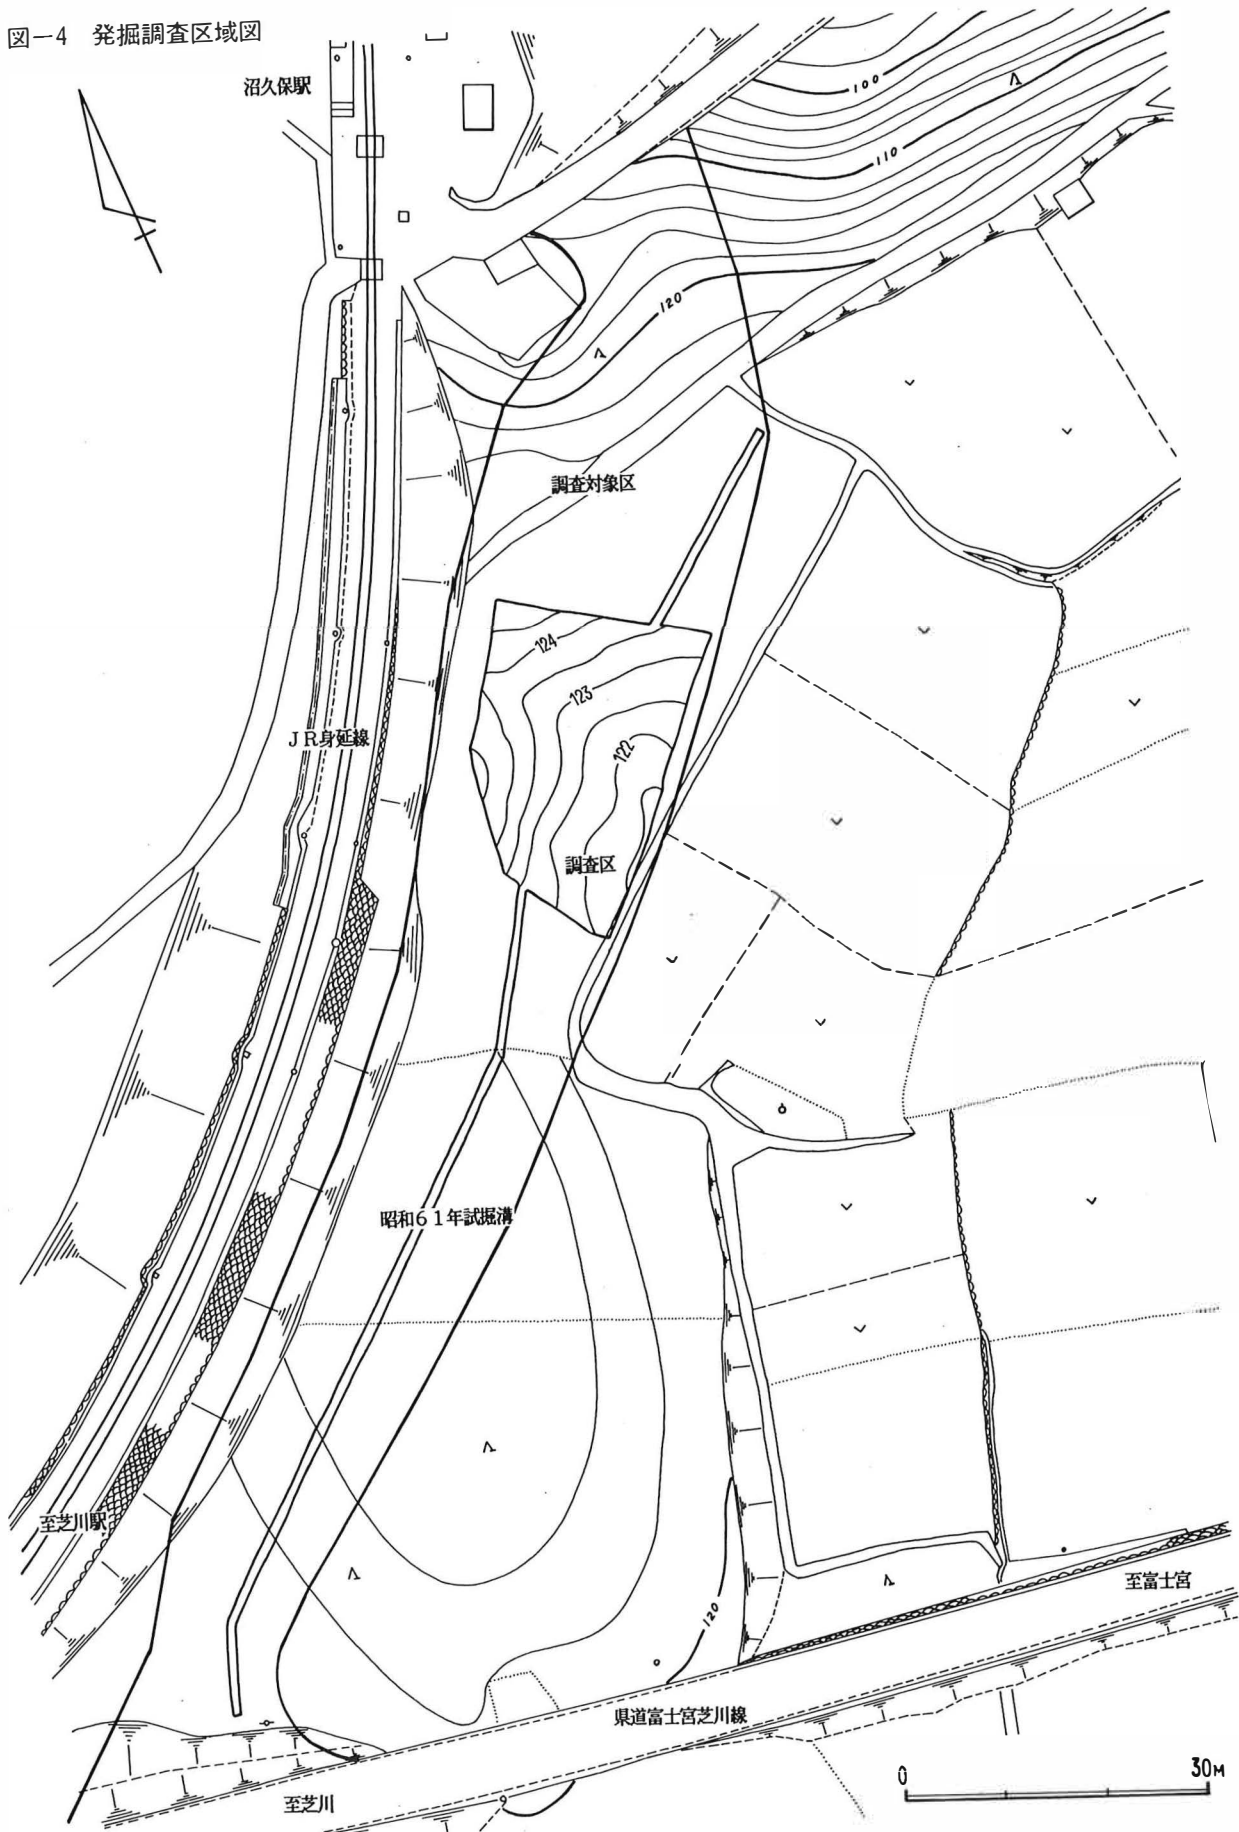 図－4 発掘調査区域図
沼久保駅
100
110
120
調査対象区
124
123
JR身延線
122
調査区
昭和61年試掘溝
至芝川駅
至富士宮
120
県道富士宮芝川線
至芝川
0
30M